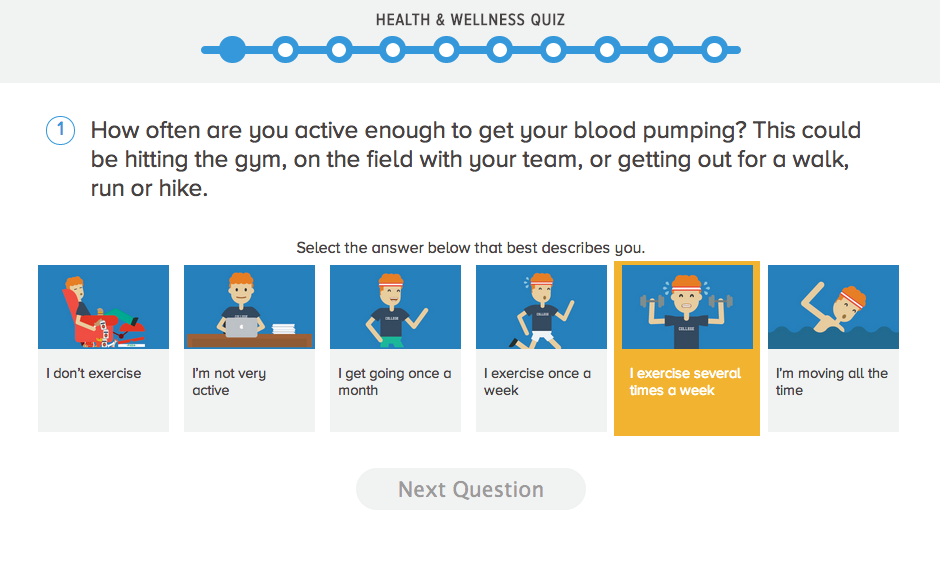 HEALTH & WELLNESS QUIZ
1
How often are you active enough to get your blood pumping? This could
be hitting the gym, on the field with your team, or getting out for a walk,
run or hike.
Select the answer below that best describes you.
I don't exercise
I'm not very
active
I get going once a
month
I exercise once a
week
I exercise several
times a week
I'm moving all the
time
Next Question